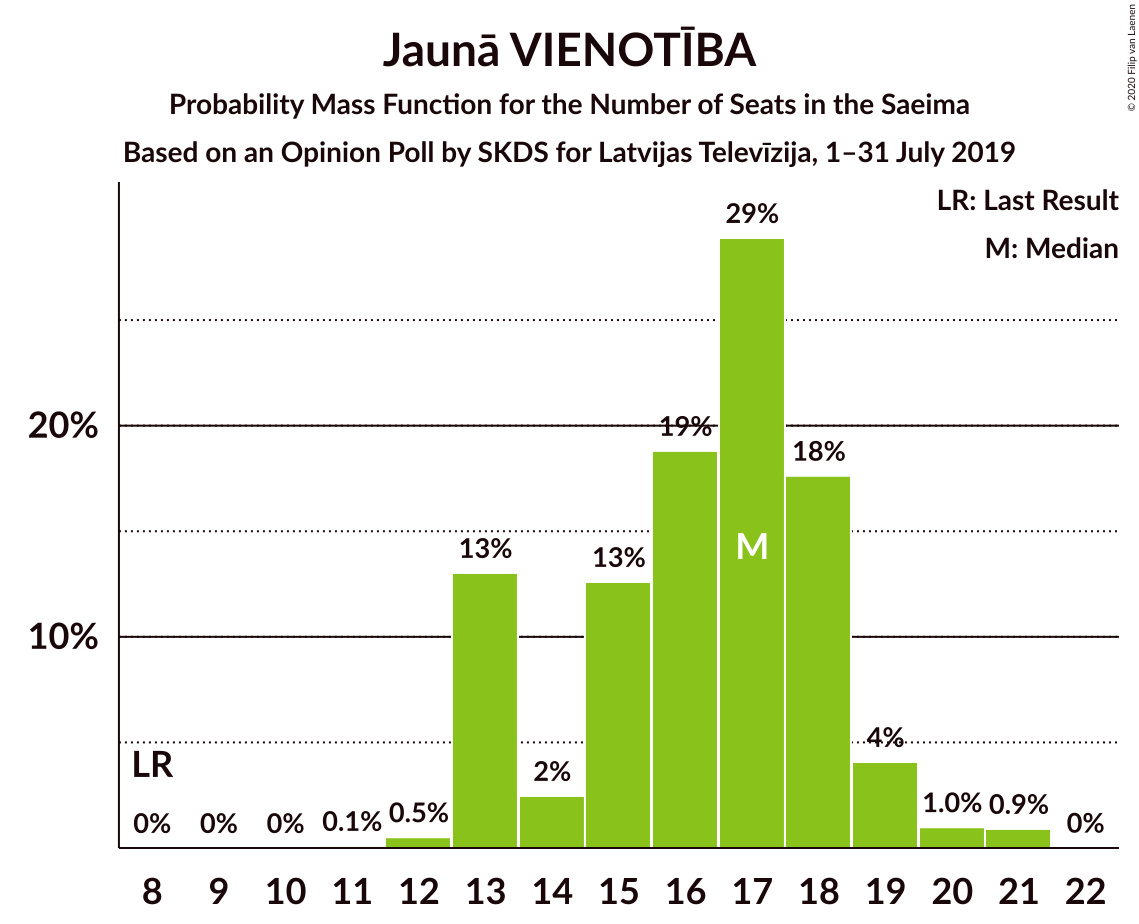 Jaunā VIENOTĪBA
Probability Mass Function for the Number of Seats in the Saeima
Based on an Opinion Poll by SKDS for Latvijas Televīzija, 1–31 July 2019
© 2020 Filip van Laenen
LR: Last Result
M: Median
29%
20%
19%
18%
M
13%
13%
10%
LR
4%
2%
0%
0%
0%
0.1%
0.5%
1.0%
0.9%
0%
8 9 10 11 12 13 14 15 16 17 18 19 20 21 22